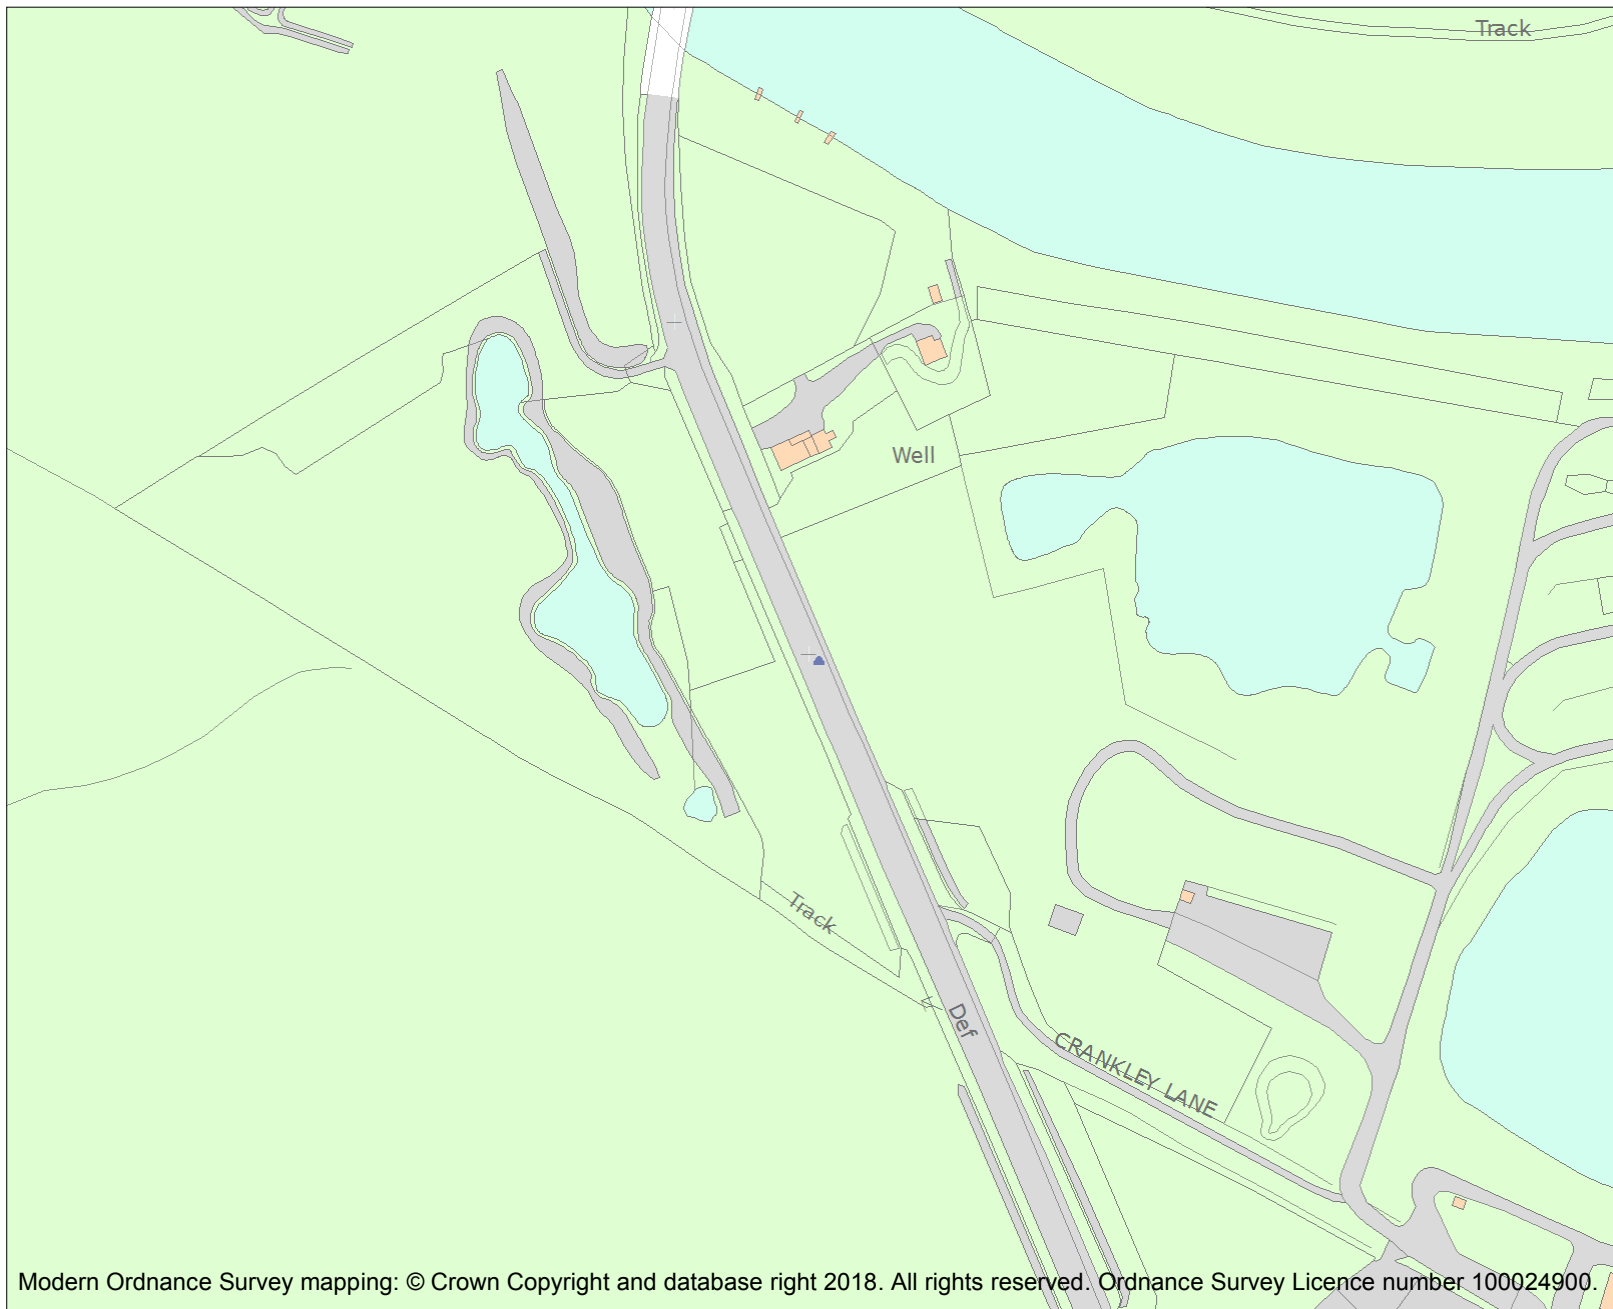 Track
Well
Track
Def
CRANKLEY LANE
Modern Ordnance Survey mapping: © Crown Copyright and database right 2018. All rights reserved. Ordnance Survey Licence number 100024900.